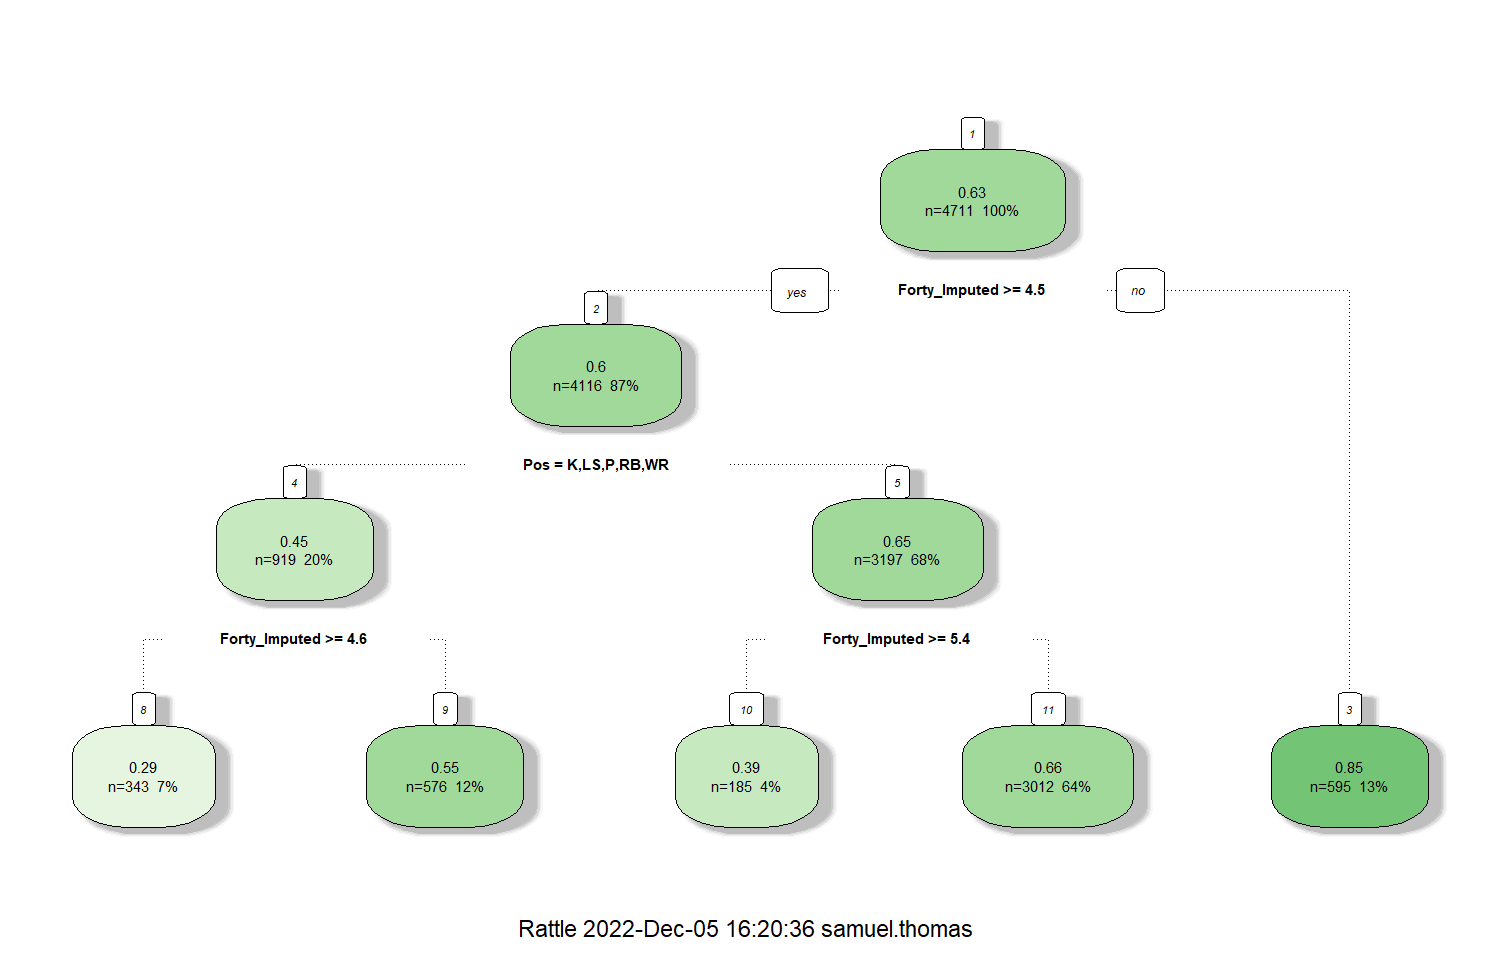 1
0.63
n=4711 100%
yes
Forty_Imputed >= 4.5
no
2
0.6
n=4116 87%
Pos = K,LS,P,RB,WR
4
0.45
n=919 20%
5
0.65
n=3197 68%
Forty_Imputed >= 4.6
Forty_Imputed >= 5.4
8
0.29
n=343 7%
9
0.55
n=576 12%
10
0.39
n=185 4%
11
0.66
n=3012 64%
3
0.85
n=595 13%
Rattle 2022-Dec-05 16:20:36 samuel.thomas